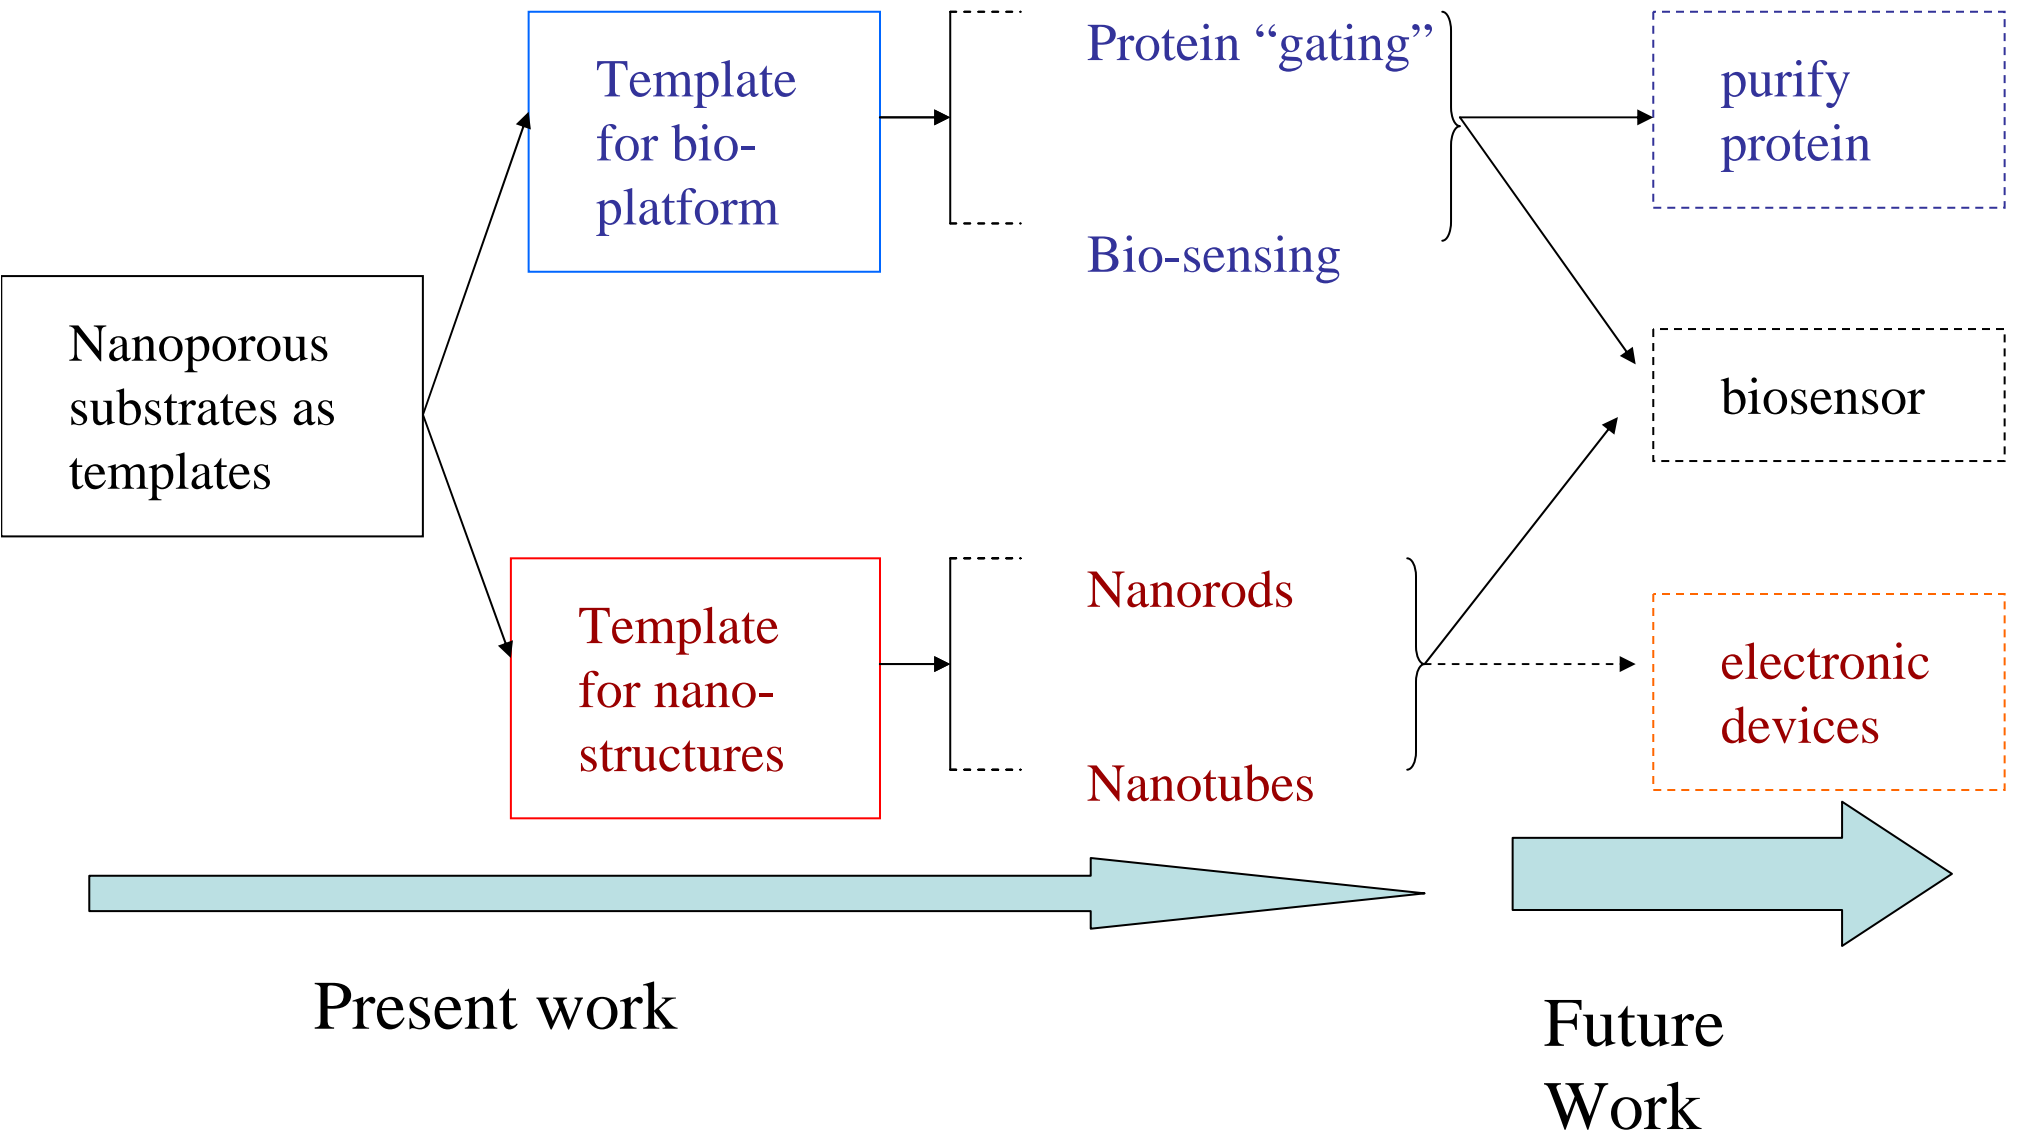 Nanoporous
substrates as
templates
Template
for bio-
platform
Protein “gating”
Bio-sensing
purify
protein
biosensor
Template
for nano-
structures
Nanorods
Nanotubes
electronic
devices
Present work
Future
Work